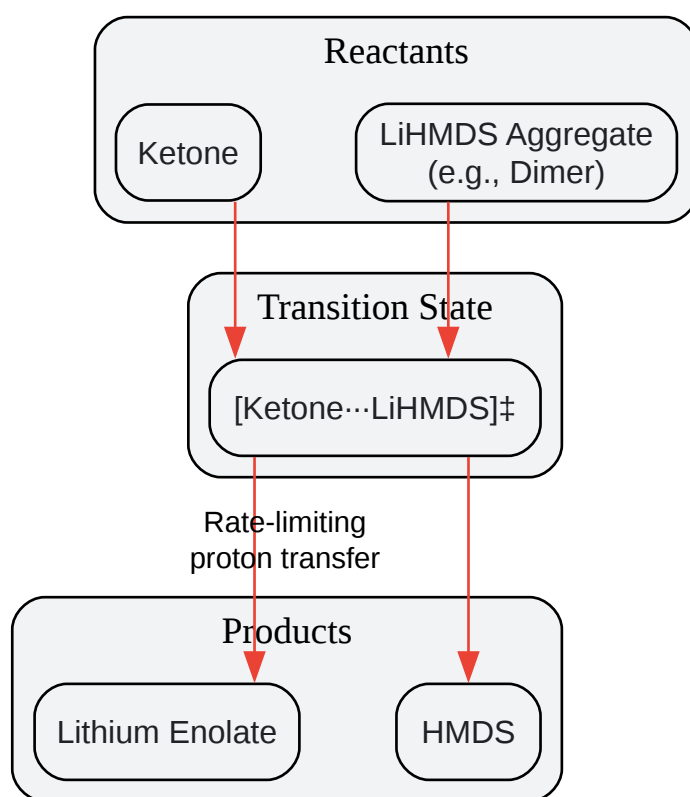 Reactants
Ketone
LiHMDS Aggregate
(e.g., Dimer)
Transition State
[Ketone···LiHMDS]‡
Rate-limiting
proton transfer
Products
Lithium Enolate
HMDS